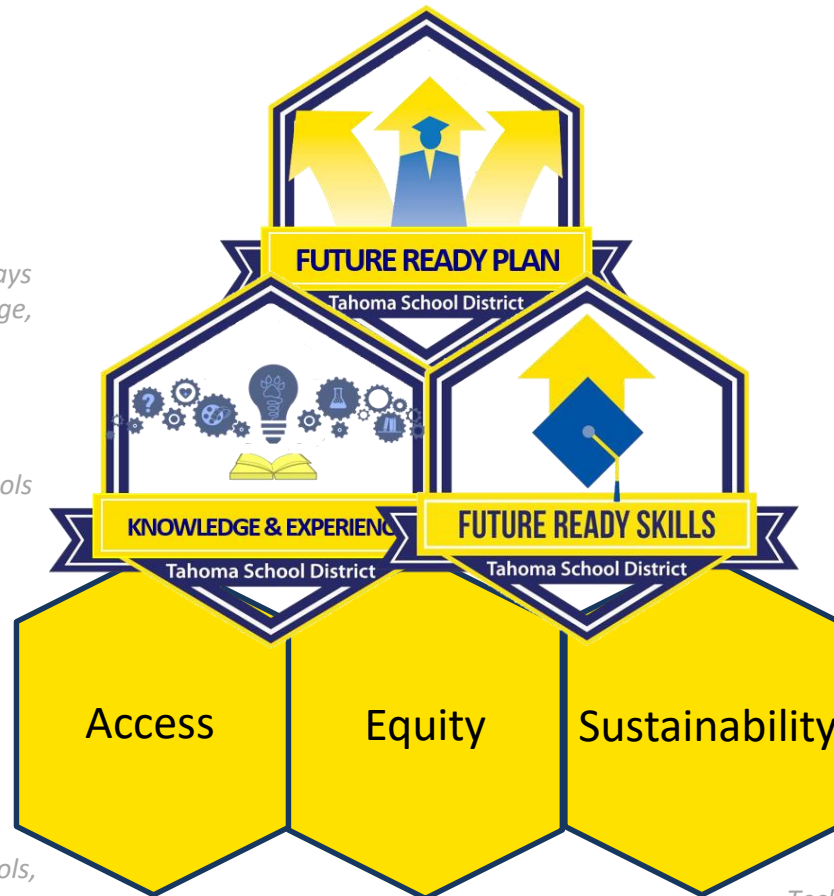 FUTURE READY PLAN
Tahoma School District
ge,
KNOWLEDGE & EXPERIENC
Tahoma School District
FUTURE READY SKILLS
Tahoma School District
Access
Equity
Sustainability